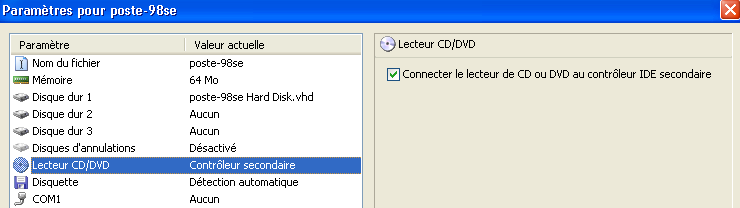 Paramètres pour poste-98se
Paramètre Valeur actuelle
Nom du fichier poste-98se
Mémoire 64 Mo
Disque dur 1 poste-98se Hard Disk.vhd
Disque dur 2 Aucun
Disque dur 3 Aucun
Disques d'annulations Désactivé
Lecteur CD/DVD Contrôleur secondaire
Disquette Détection automatique
COM1 Aucun
Lecteur CD/DVD
Connecter le lecteur de CD ou DVD au contrôleur IDE secondaire